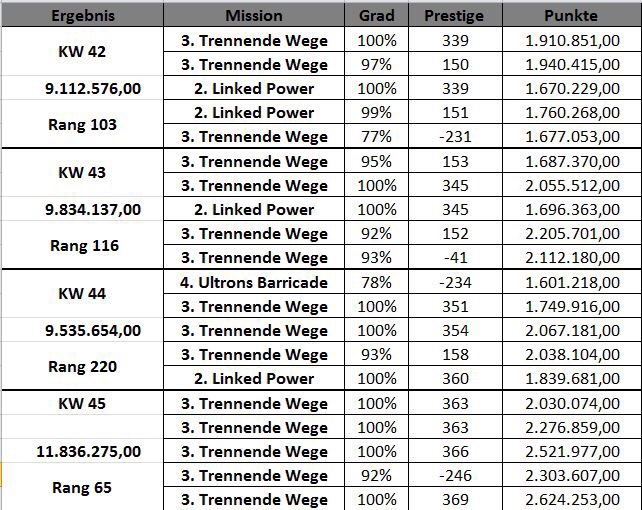 Ergebnis Mission Grad Prestige Punkte
KW 42 3. Trennende Wege 100% 339 1.910.851,00
3. Trennende Wege 97% 150 1.940.415,00
9.112.576,00 2. Linked Power 100% 339 1.670.229,00
Rang 103 2. Linked Power 99% 151 1.760.268,00
3. Trennende Wege 77% -231 1.677.053,00
KW 43 3. Trennende Wege 95% 153 1.687.370,00
3. Trennende Wege 100% 345 2.055.512,00
9.834.137,00 2. Linked Power 100% 345 1.696.363,00
Rang 116 3. Trennende Wege 92% 152 2.205.701,00
3. Trennende Wege 93% -41 2.112.180,00
KW 44 4. Ultrons Barricade 78% -234 1.601.218,00
3. Trennende Wege 100% 351 1.749.916,00
9.535.654,00 3. Trennende Wege 100% 354 2.067.181,00
Rang 220 3. Trennende Wege 93% 158 2.038.104,00
2. Linked Power 100% 360 1.839.681,00
KW 45 3. Trennende Wege 100% 363 2.030.074,00
3. Trennende Wege 100% 363 2.276.859,00
11.836.275,00 3. Trennende Wege 100% 366 2.521.977,00
Rang 65 3. Trennende Wege 92% -246 2.303.607,00
3. Trennende Wege 100% 369 2.624.253,00